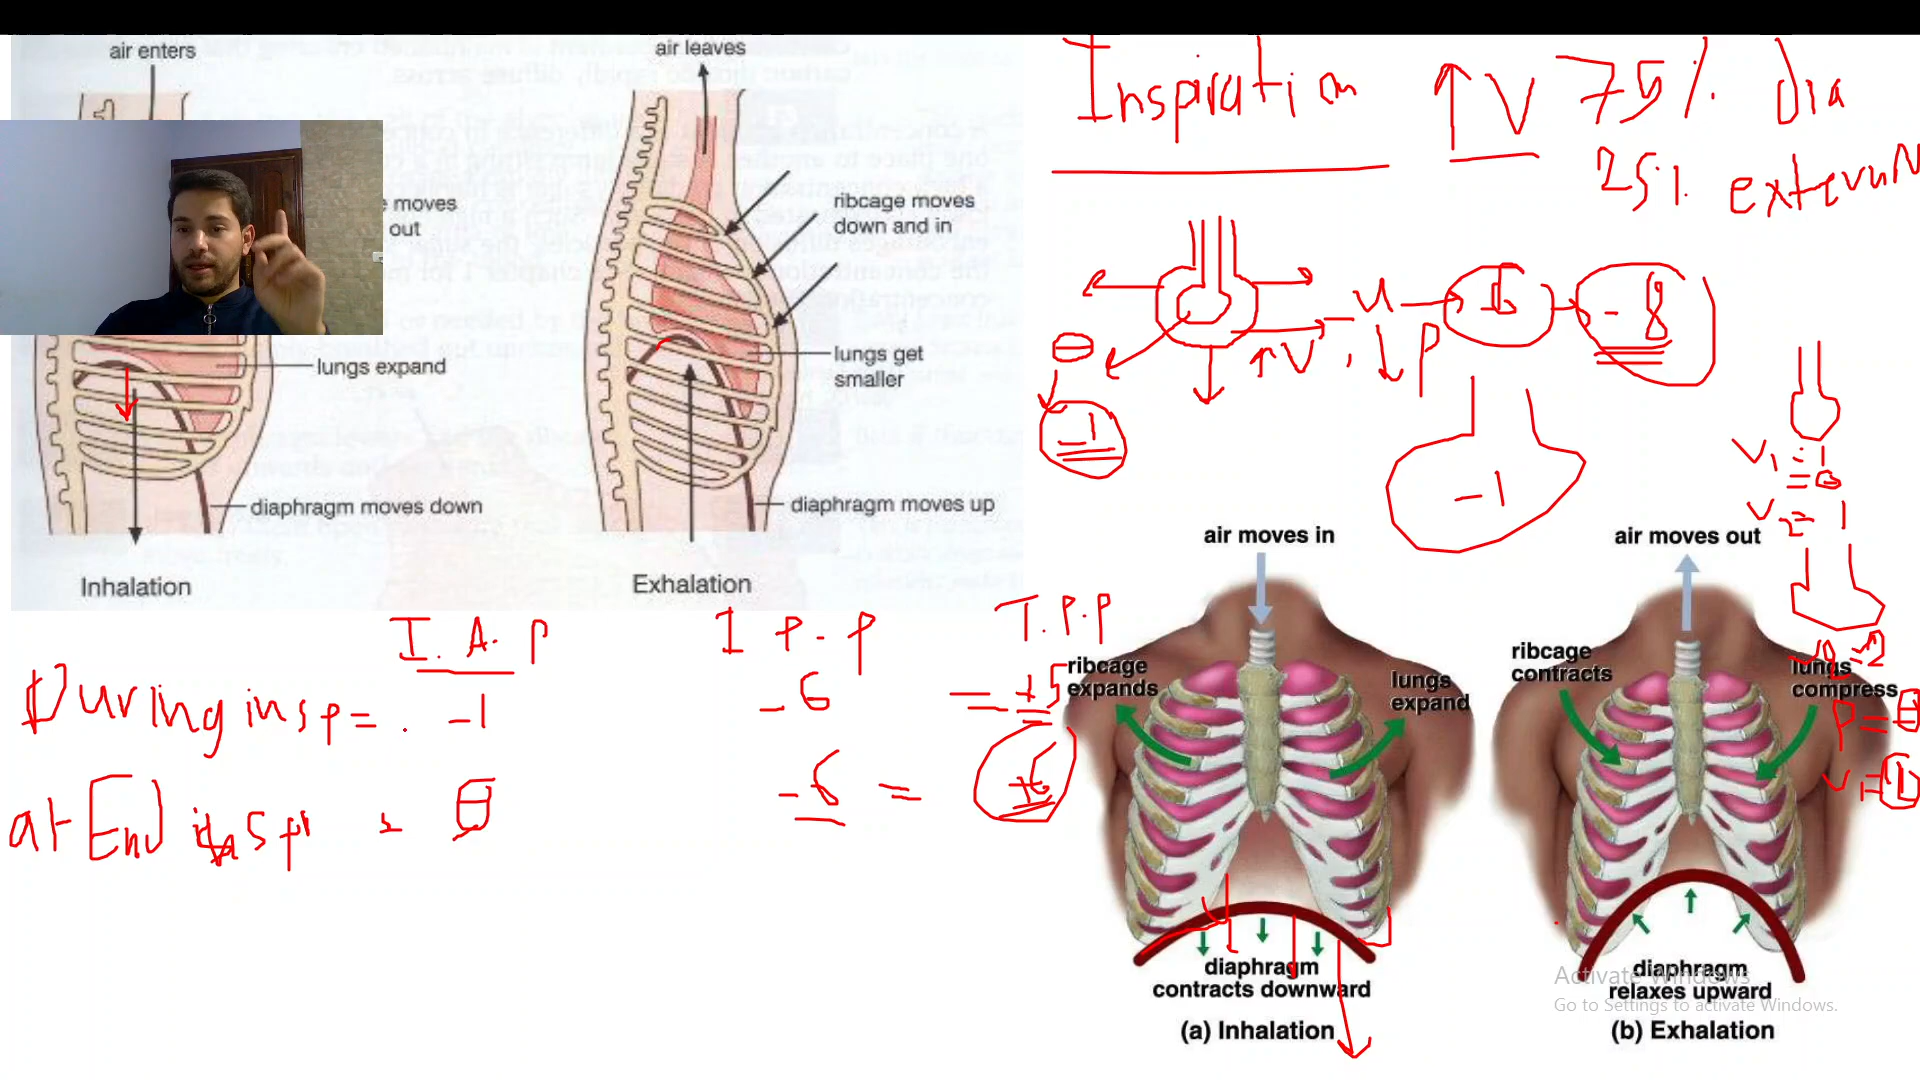 air enters
air leaves
Inspiration ↑V 75% dia
25% external
moves
out
ribcage moves
down and in
-4 → -6 → -8
↑V, ↓P
lungs expand
lungs get
smaller
-1
-1
V1 = 1
V2 = 1
diaphragm moves down
diaphragm moves up
Inhalation
Exhalation
air moves in
air moves out
I.A.P
I P.P
T.P.P
During insp = -1
-6
= +5
at End insp
0
-6 = +6
ribcage
expands
lungs
expand
ribcage
contracts
lungs
compress
diaphragm
contracts downward
(a) Inhalation
diaphragm
relaxes upward
(b) Exhalation
Activate Windows
Go to Settings to activate Windows.